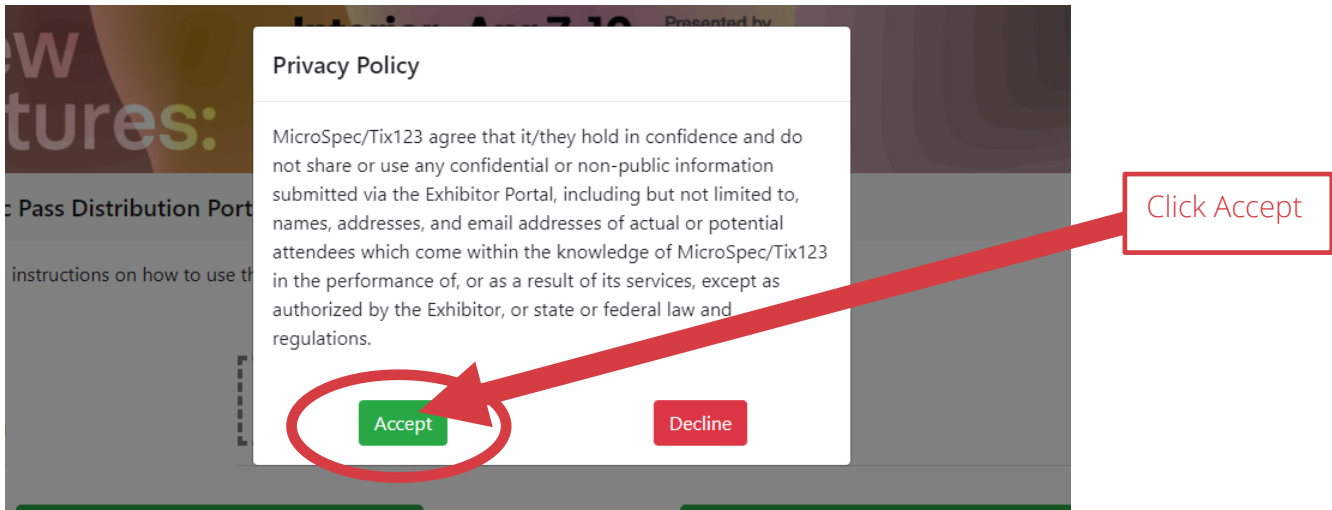 Interior Apr 7-10 Presented by
ew
tures:
Privacy Policy
MicroSpec/Tix123 agree that it/they hold in confidence and do
not share or use any confidential or non-public information
submitted via the Exhibitor Portal, including but not limited to,
names, addresses, and email addresses of actual or potential
attendees which come within the knowledge of MicroSpec/Tix123
in the performance of, or as a result of its services, except as
authorized by the Exhibitor, or state or federal law and
regulations.
c Pass Distribution Port
instructions on how to use th
Accept
Decline
Click Accept